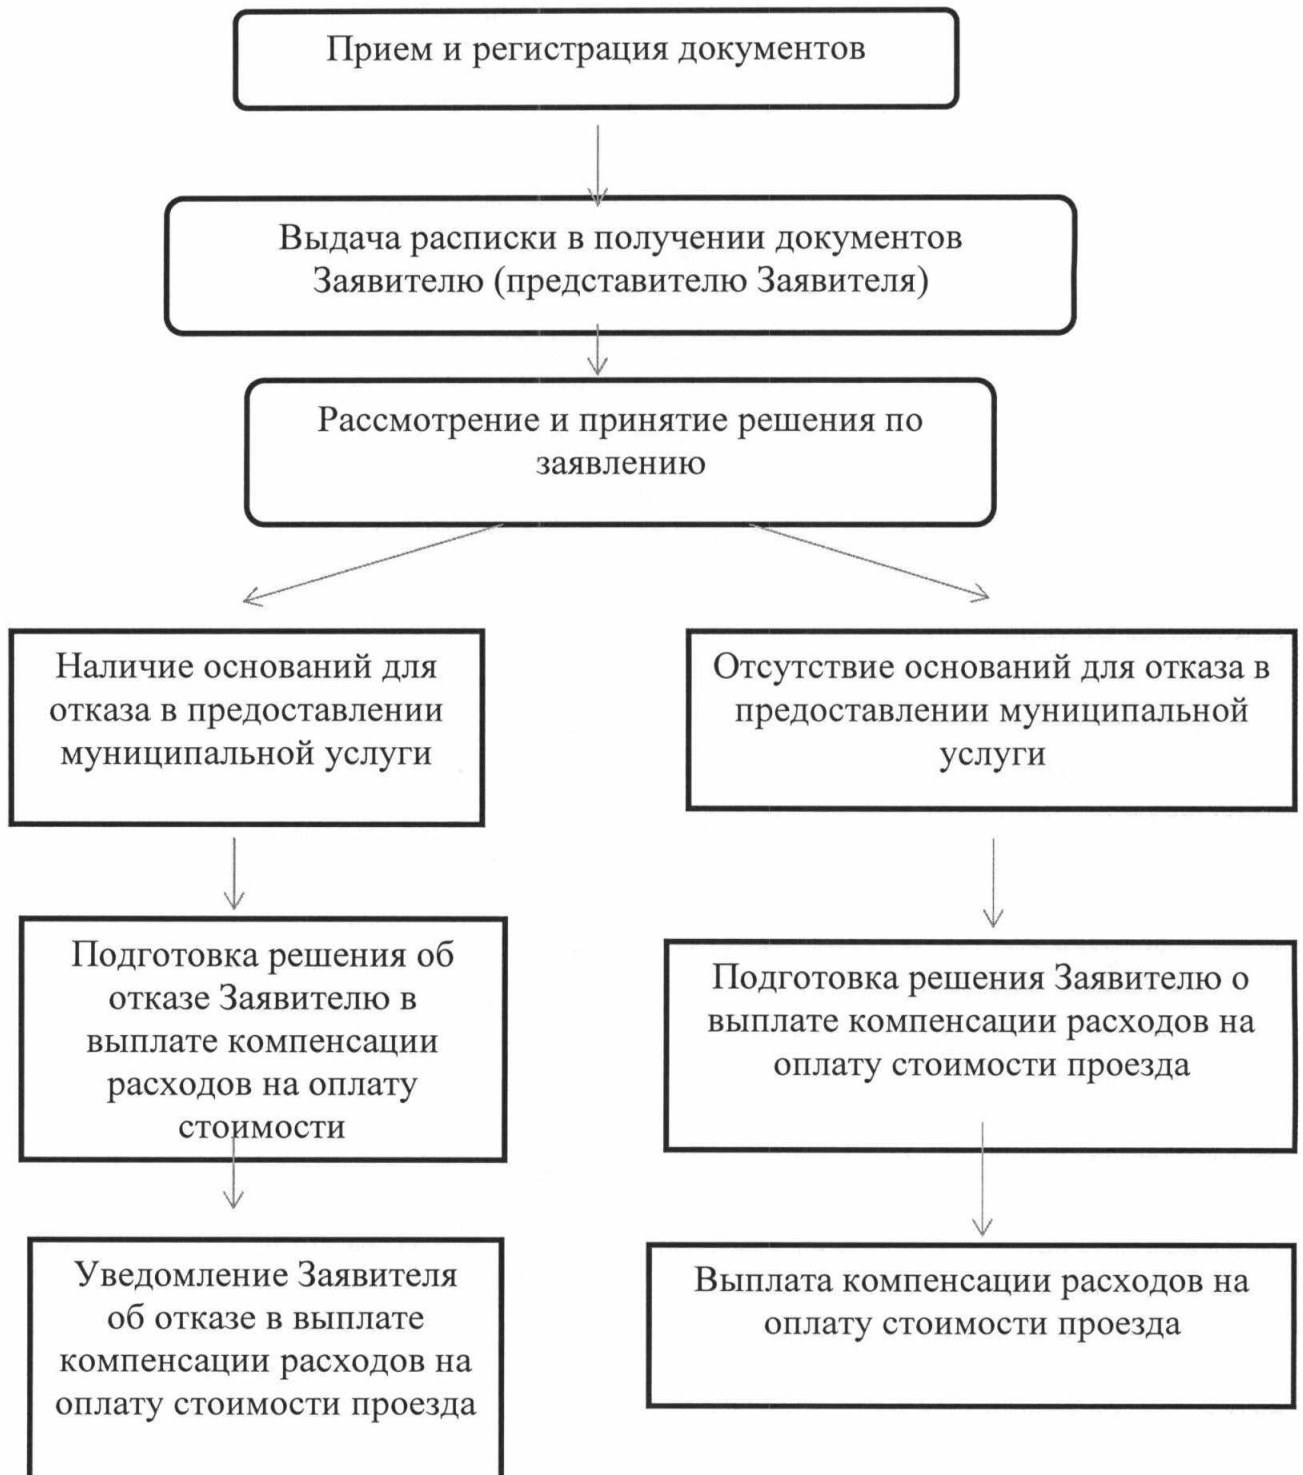 Прием и регистрация документов
Выдача расписки в получении документов
Заявителю (представителю Заявителя)
Рассмотрение и принятие решения по
заявлению
Наличие оснований для
отказа в предоставлении
муниципальной услуги
Отсутствие оснований для отказа в
предоставлении муниципальной
услуги
Подготовка решения об
отказе Заявителю в
выплате компенсации
расходов на оплату
стоимости
Подготовка решения Заявителю о
выплате компенсации расходов на
оплату стоимости проезда
Уведомление Заявителя
об отказе в выплате
компенсации расходов на
оплату стоимости проезда
Выплата компенсации расходов на
оплату стоимости проезда